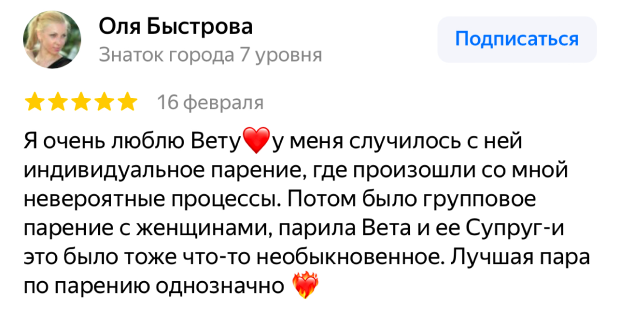 Оля Быстрова
Знаток города 7 уровня
Подписаться
16 февраля
Я очень люблю Вету❤️у меня случилось с ней
индивидуальное парение, где произошли со мной
невероятные процессы. Потом было групповое
парение с женщинами, парила Вета и ее Супруг-и
это было тоже что-то необыкновенное. Лучшая пара
по парению однозначно ❤️‍🔥